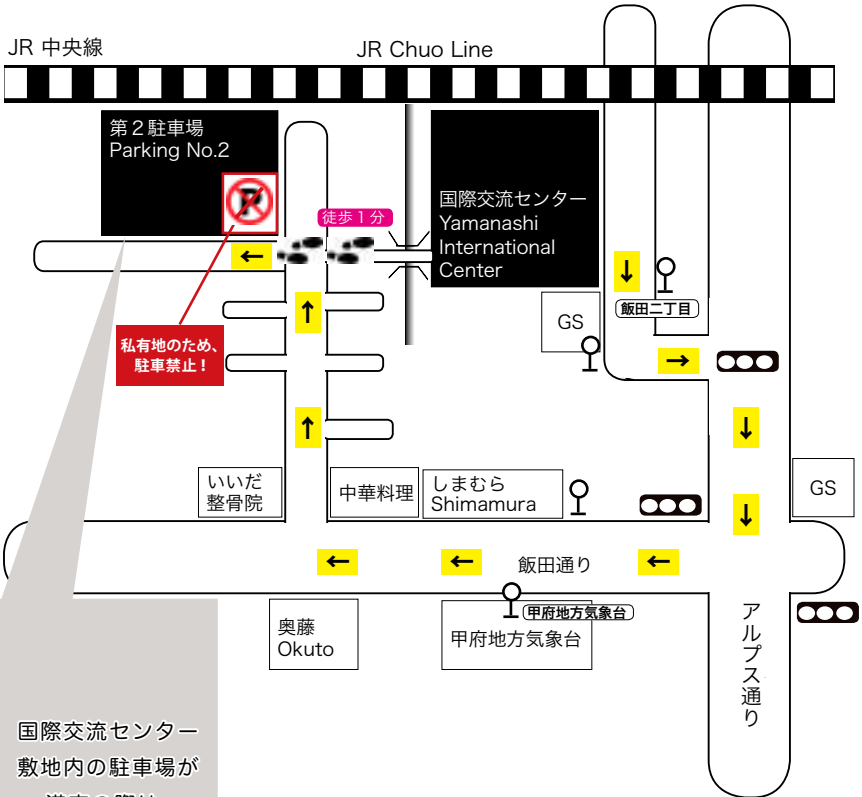 JR 中央線
JR Chuo Line
第２駐車場
Parking No.2
P
徒歩１分
国際交流センター
Yamanashi
International
Center
←
↓
飯田二丁目
GS
↑
私有地のため、
駐車禁止！
→
↓
↑
いいだ
整骨院
中華料理
しまむら
Shimamura
GS
↓
←
←
飯田通り
←
甲府地方気象台
奥藤
Okuto
甲府地方気象台
アルプス通り
国際交流センター
敷地内の駐車場が